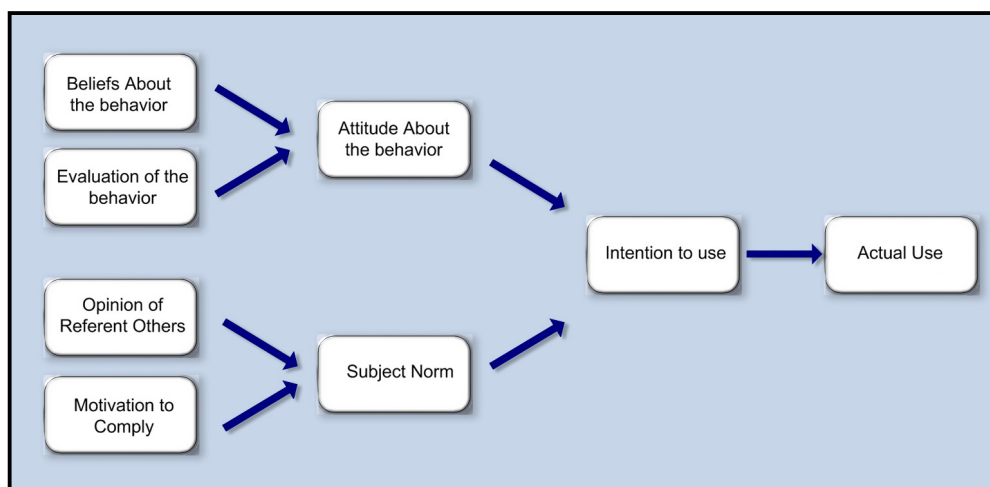 Beliefs About
the behavior
Evaluation of the
behavior
Attitude About
the behavior
Opinion of
Referent Others
Motivation to
Comply
Subject Norm
Intention to use
Actual Use